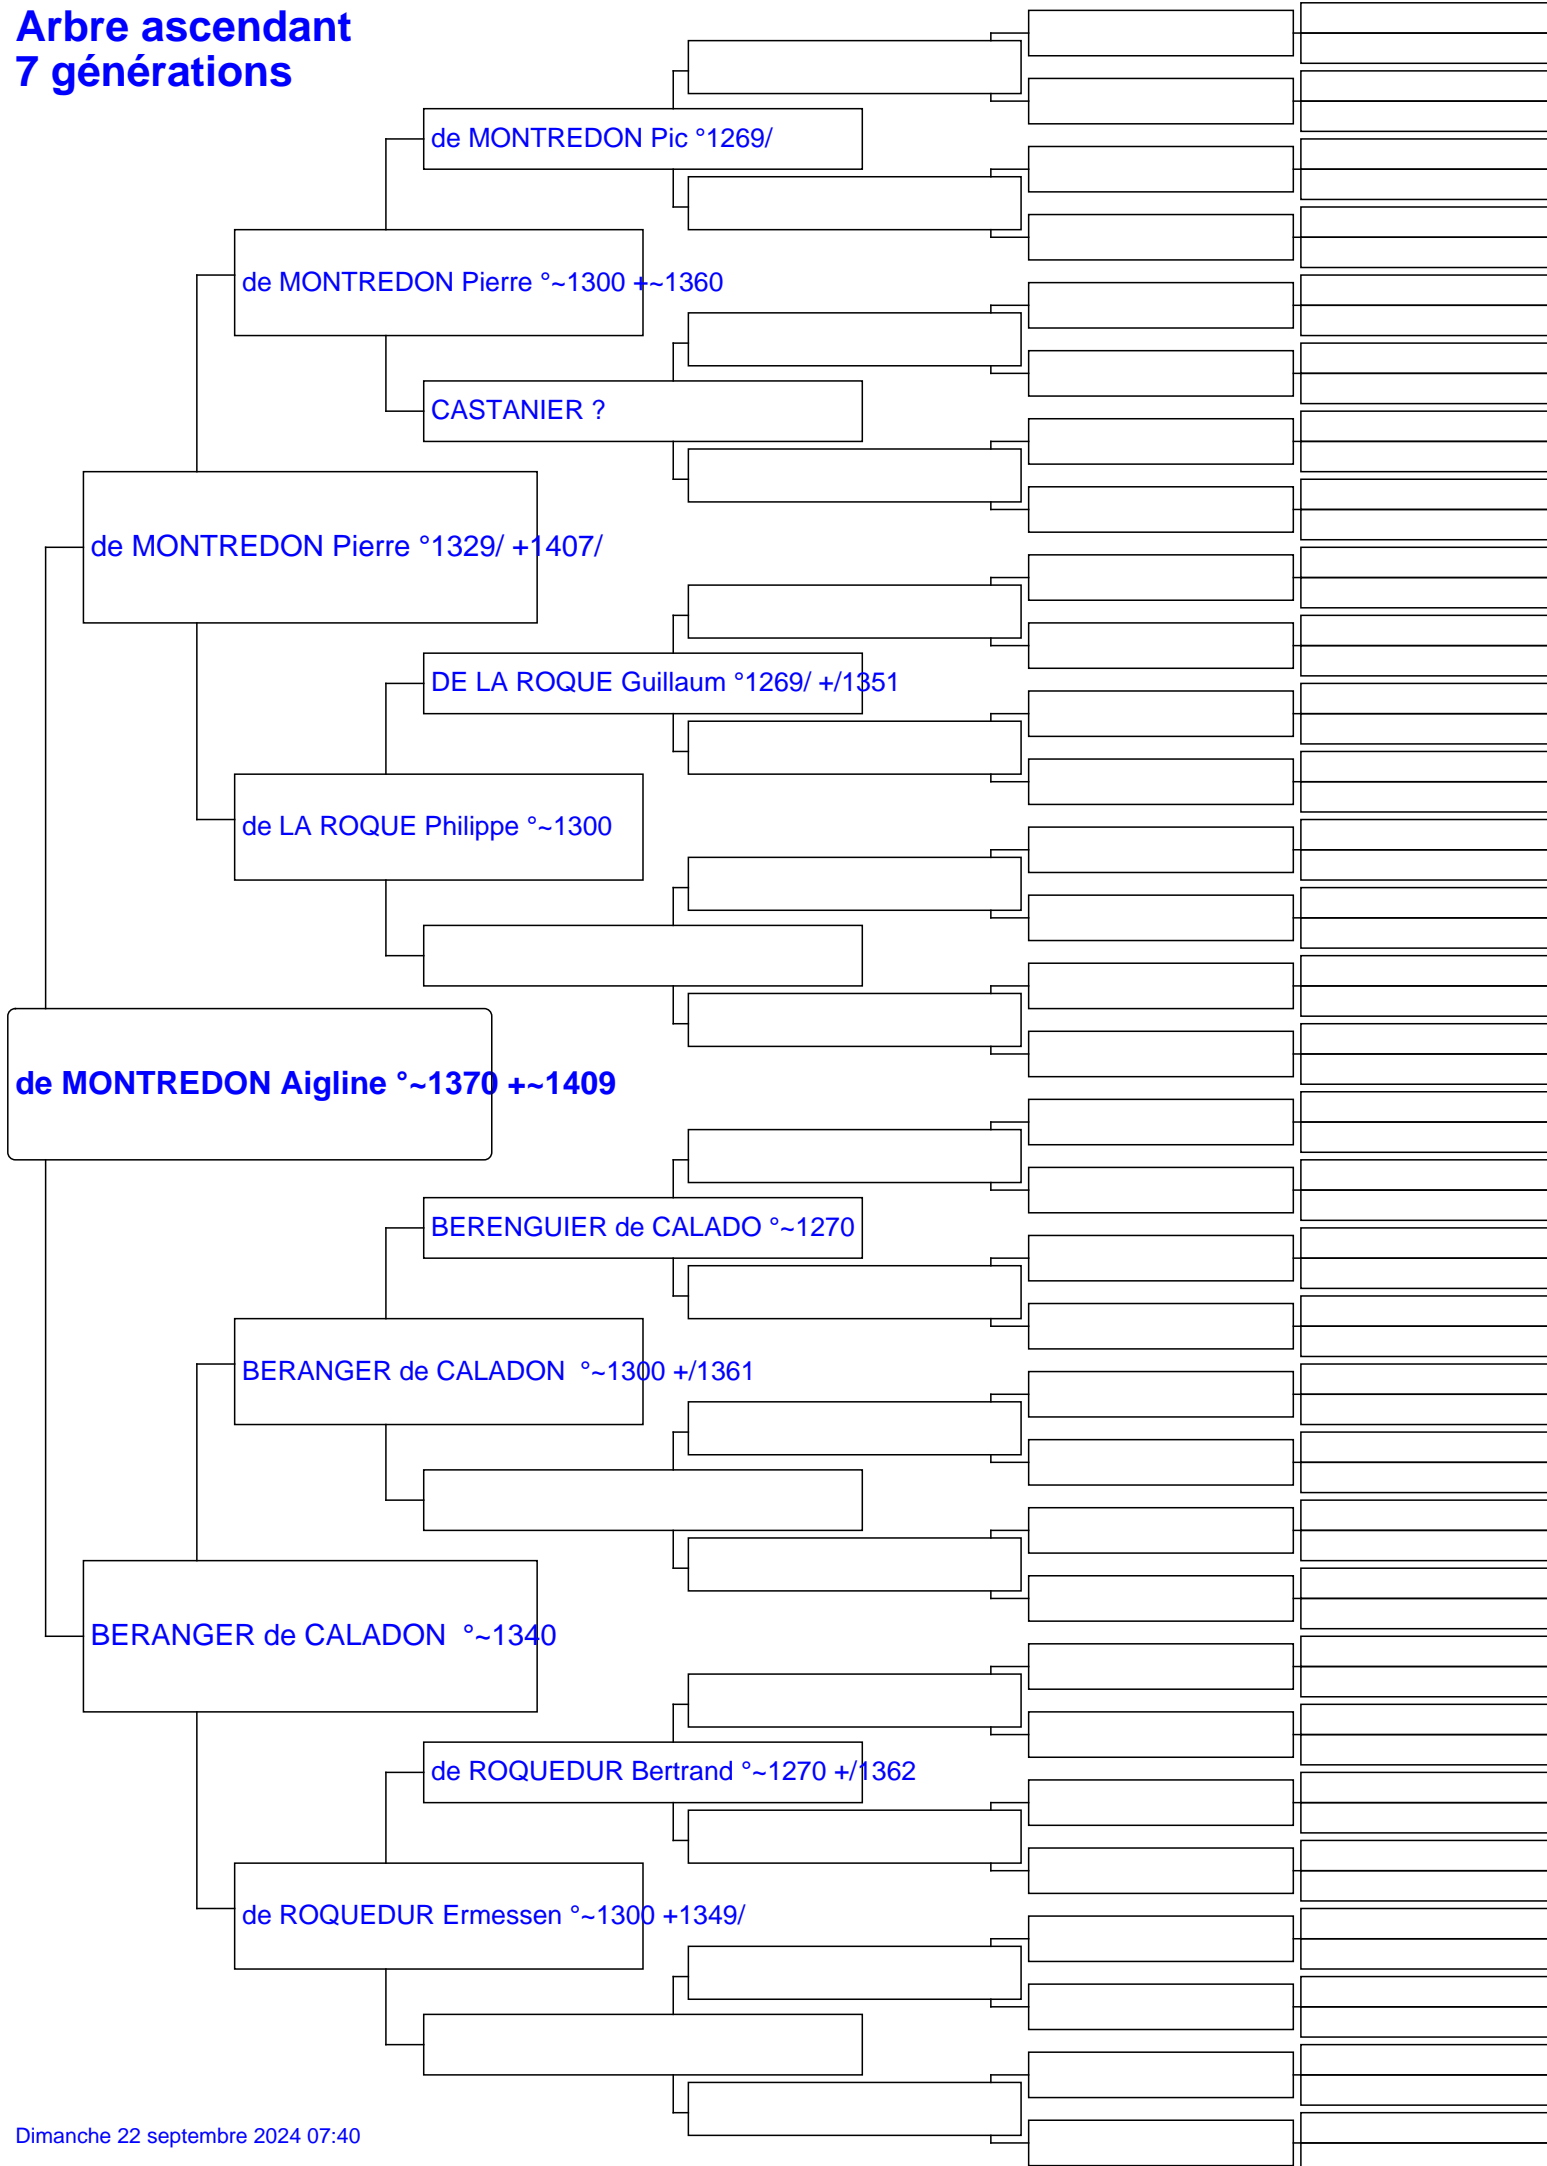 Arbre ascendant
7 générations
de MONTREDON Pic °1269/
de MONTREDON Pierre °~1300 +~1360
CASTANIER ?
de MONTREDON Pierre °1329/ +1407/
DE LA ROQUE Guillaum °1269/ +/1351
de LA ROQUE Philippe °~1300
de MONTREDON Aigline °~1370 +~1409
BERENGUIER de CALADO °~1270
BERANGER de CALADON  °~1300 +/1361
BERANGER de CALADON  °~1340
de ROQUEDUR Bertrand °~1270 +/1362
de ROQUEDUR Ermessen °~1300 +1349/
Dimanche 22 septembre 2024 07:40